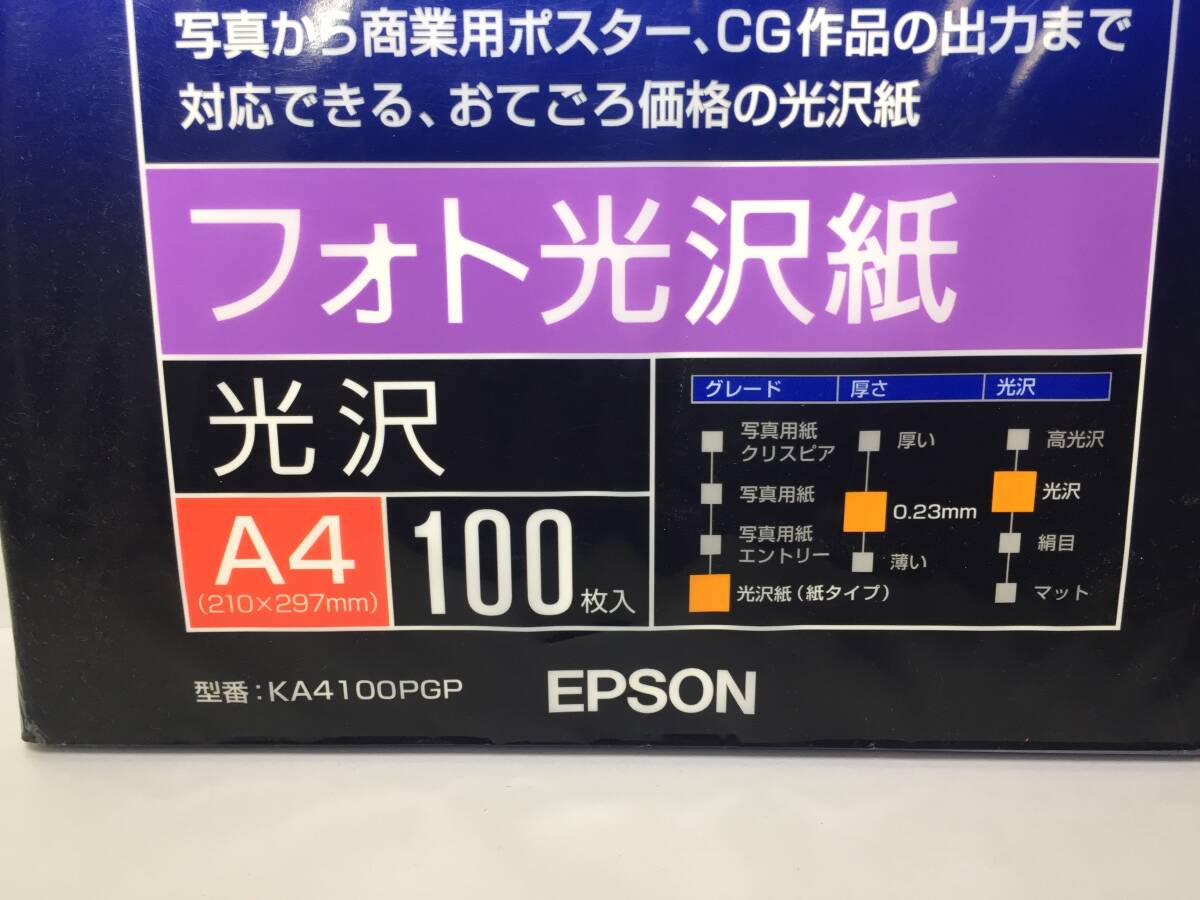 写真から商業用ポスター、CG作品の出力まで
対応できる、おてごろ価格の光沢紙
フォト光沢紙
光沢
A4
(210×297mm)
100枚入
グレード 厚さ 光沢
写真用紙
クリスピア
写真用紙
写真用紙
エントリー
光沢紙(紙タイプ)
厚い
0.23mm
薄い
高光沢
光沢
絹目
マット
型番:KA4100PGP
EPSON